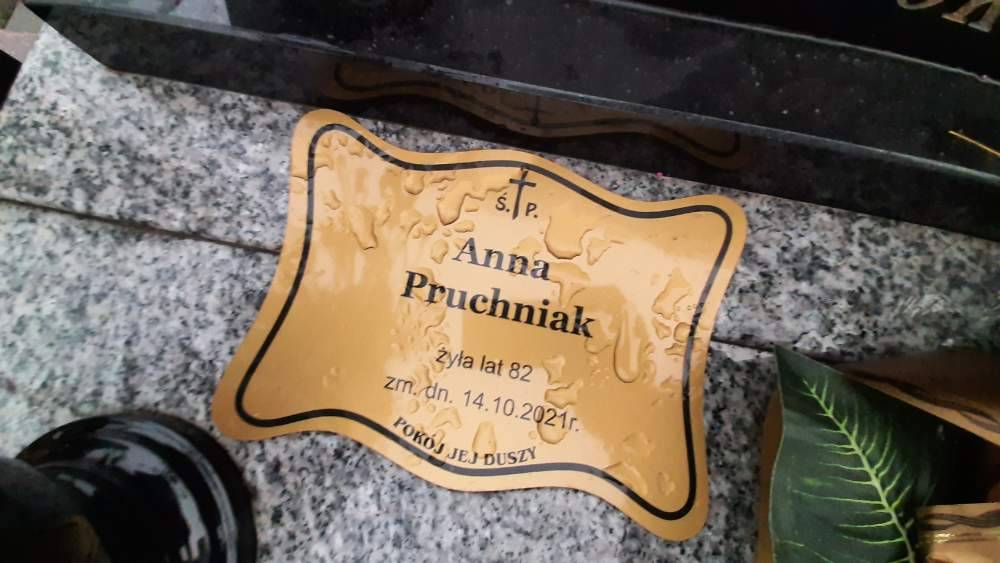 Ś. P.
Anna
Pruchniak
żyła lat 82
zm. dn. 14.10.2021r.
POKÓJ JEJ DUSZY